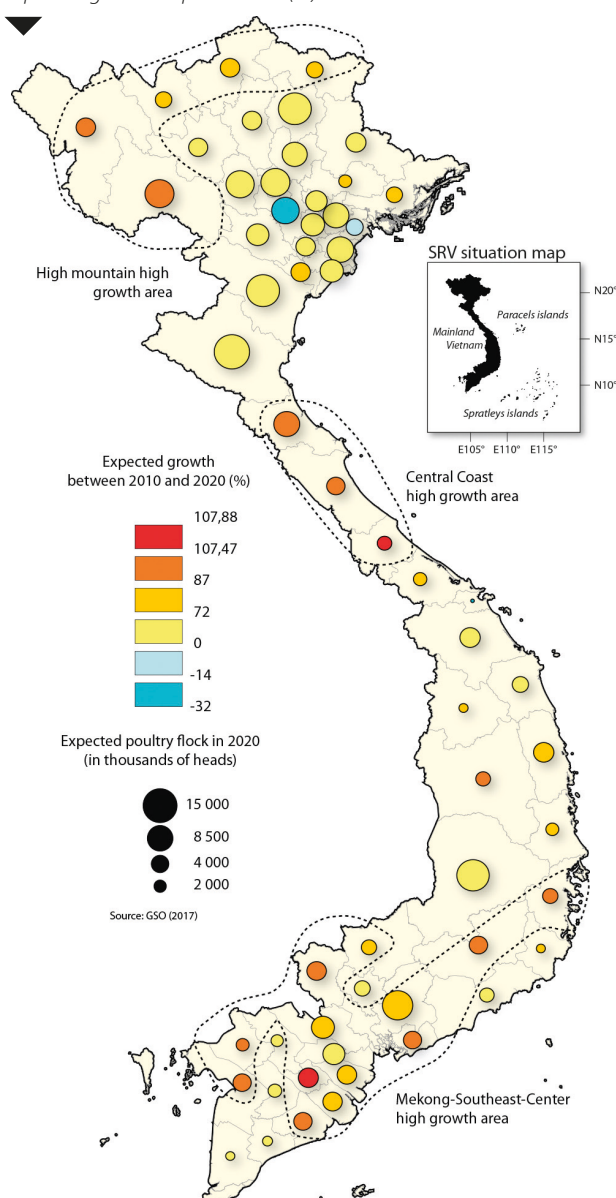 High mountain high
growth area
SRV situation map
N20°
Paracels islands
Mainland
Vietnam
N15°
N10°
Spratleys islands
E105° E110° E115°
Expected growth
between 2010 and 2020 (%)
107,88
107,47
87
72
0
-14
-32
Central Coast
high growth area
Expected poultry flock in 2020
(in thousands of heads)
15 000
8 500
4 000
2 000
Source: GSO (2017)
Mekong-Southeast-Center
high growth area